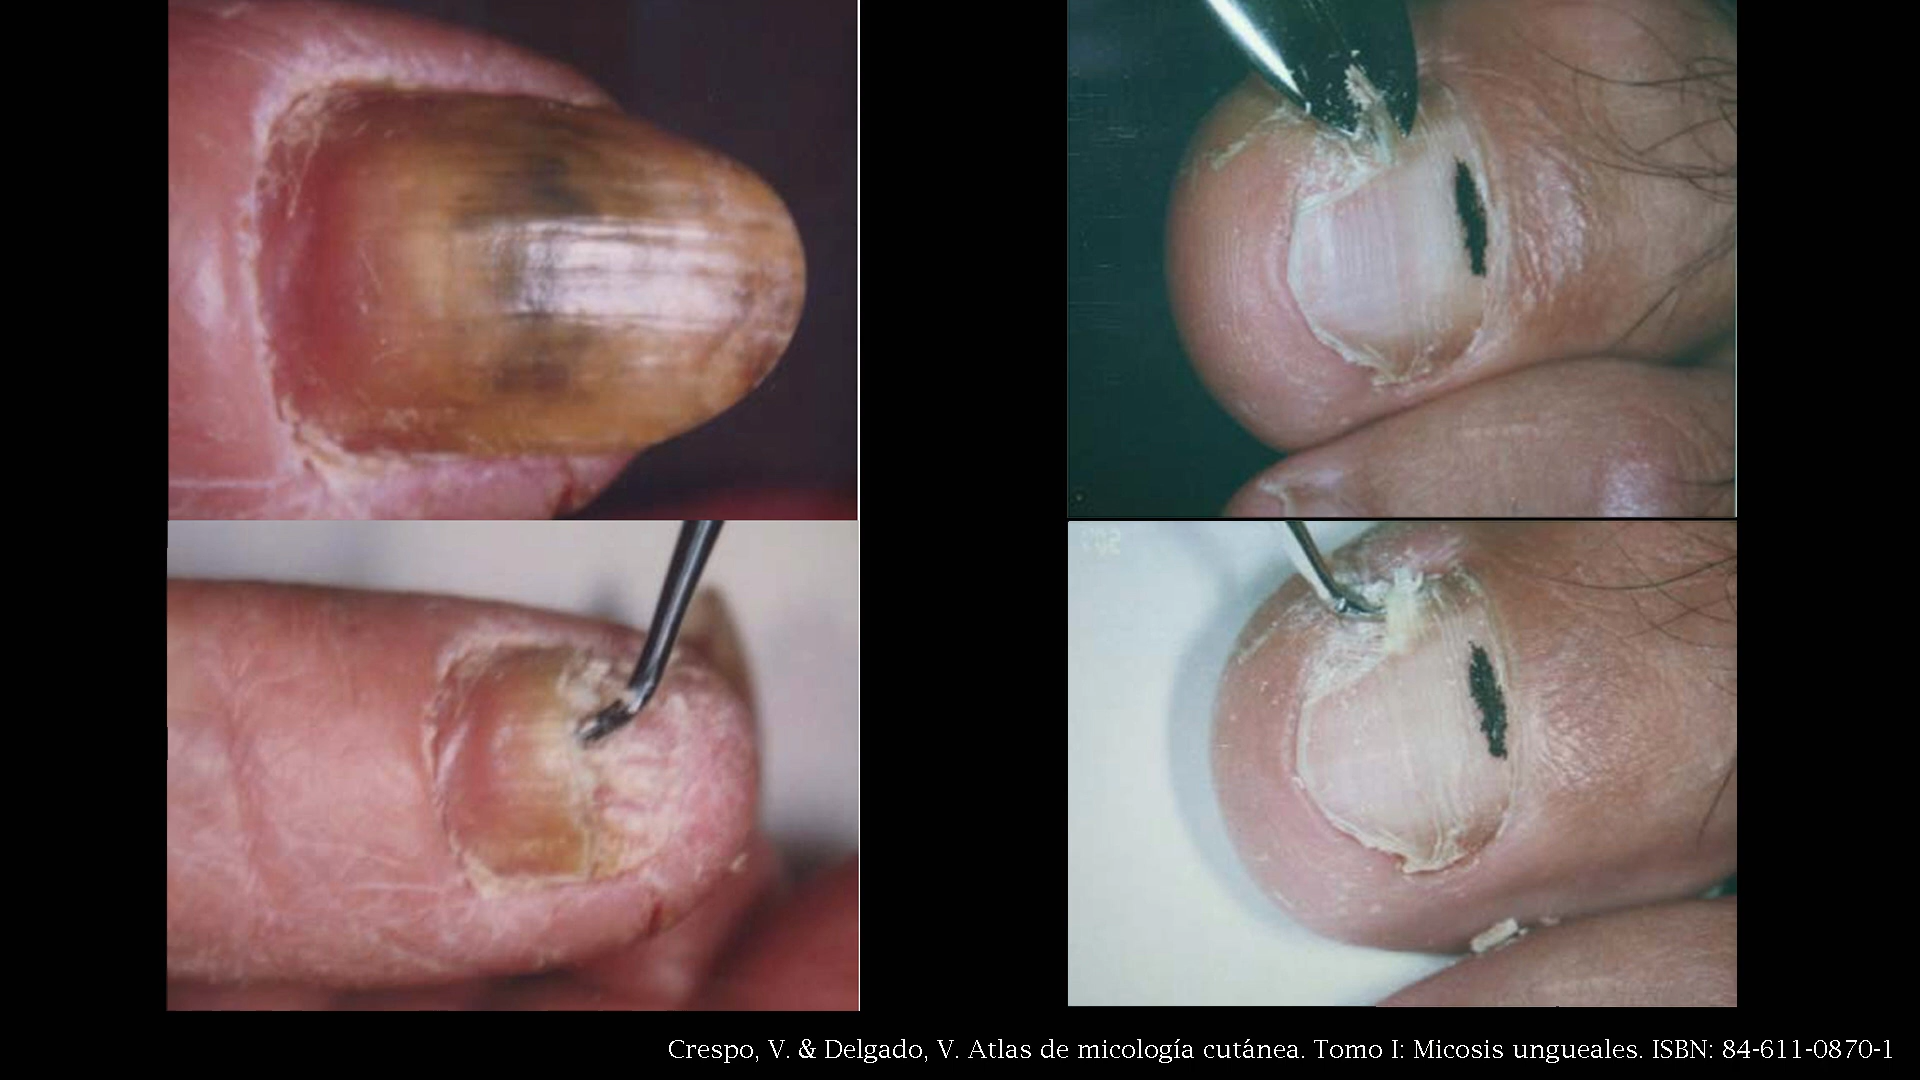 Crespo, V. & Delgado, V. Atlas de micología cutánea. Tomo I: Micosis ungueales. ISBN: 84-611-0870-1